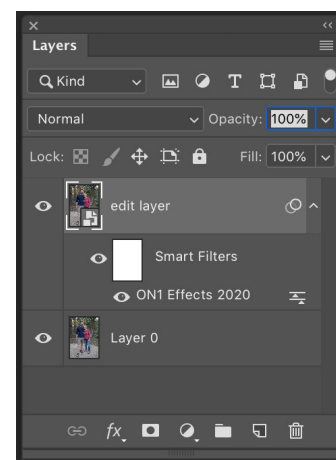 Layers
Kind
Normal Opacity: 100%
Lock: Fill: 100%
edit layer
Smart Filters
ON1 Effects 2020
Layer 0
fx